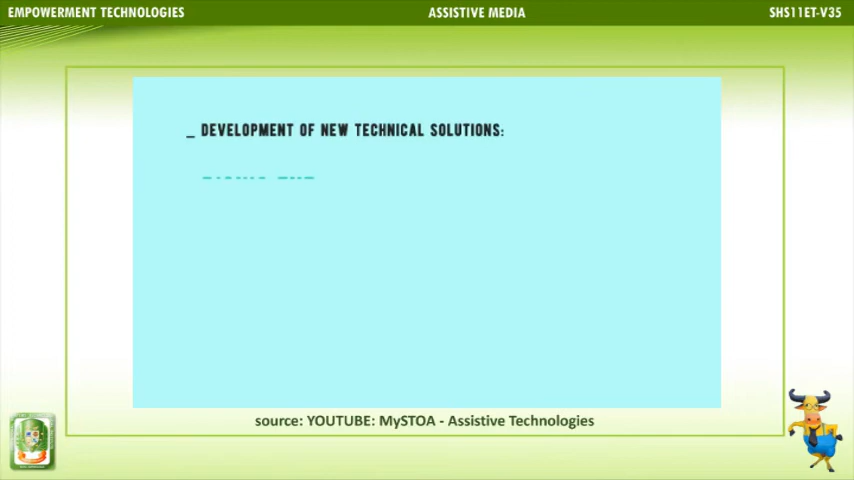 EMPOWERMENT TECHNOLOGIES
ASSISTIVE MEDIA
SHS11ET-V35
_ DEVELOPMENT OF NEW TECHNICAL SOLUTIONS:
source: YOUTUBE: MySTOA - Assistive Technologies